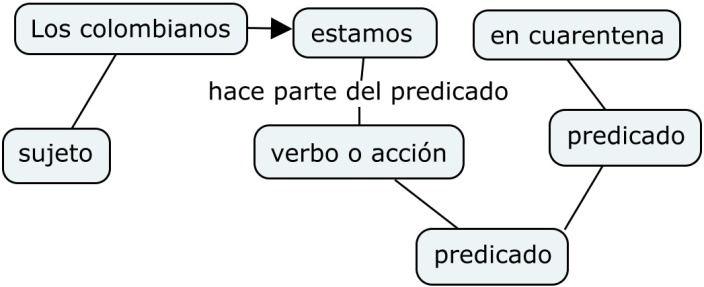 Los colombianos
estamos
en cuarentena
hace parte del predicado
sujeto
verbo o acción
predicado
predicado